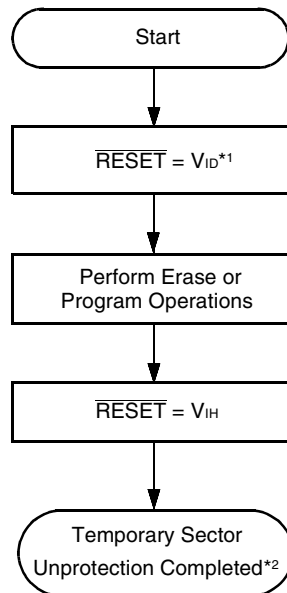 Start
RESET = VID*1
Perform Erase or
Program Operations
RESET = VIH
Temporary Sector
Unprotection Completed*2